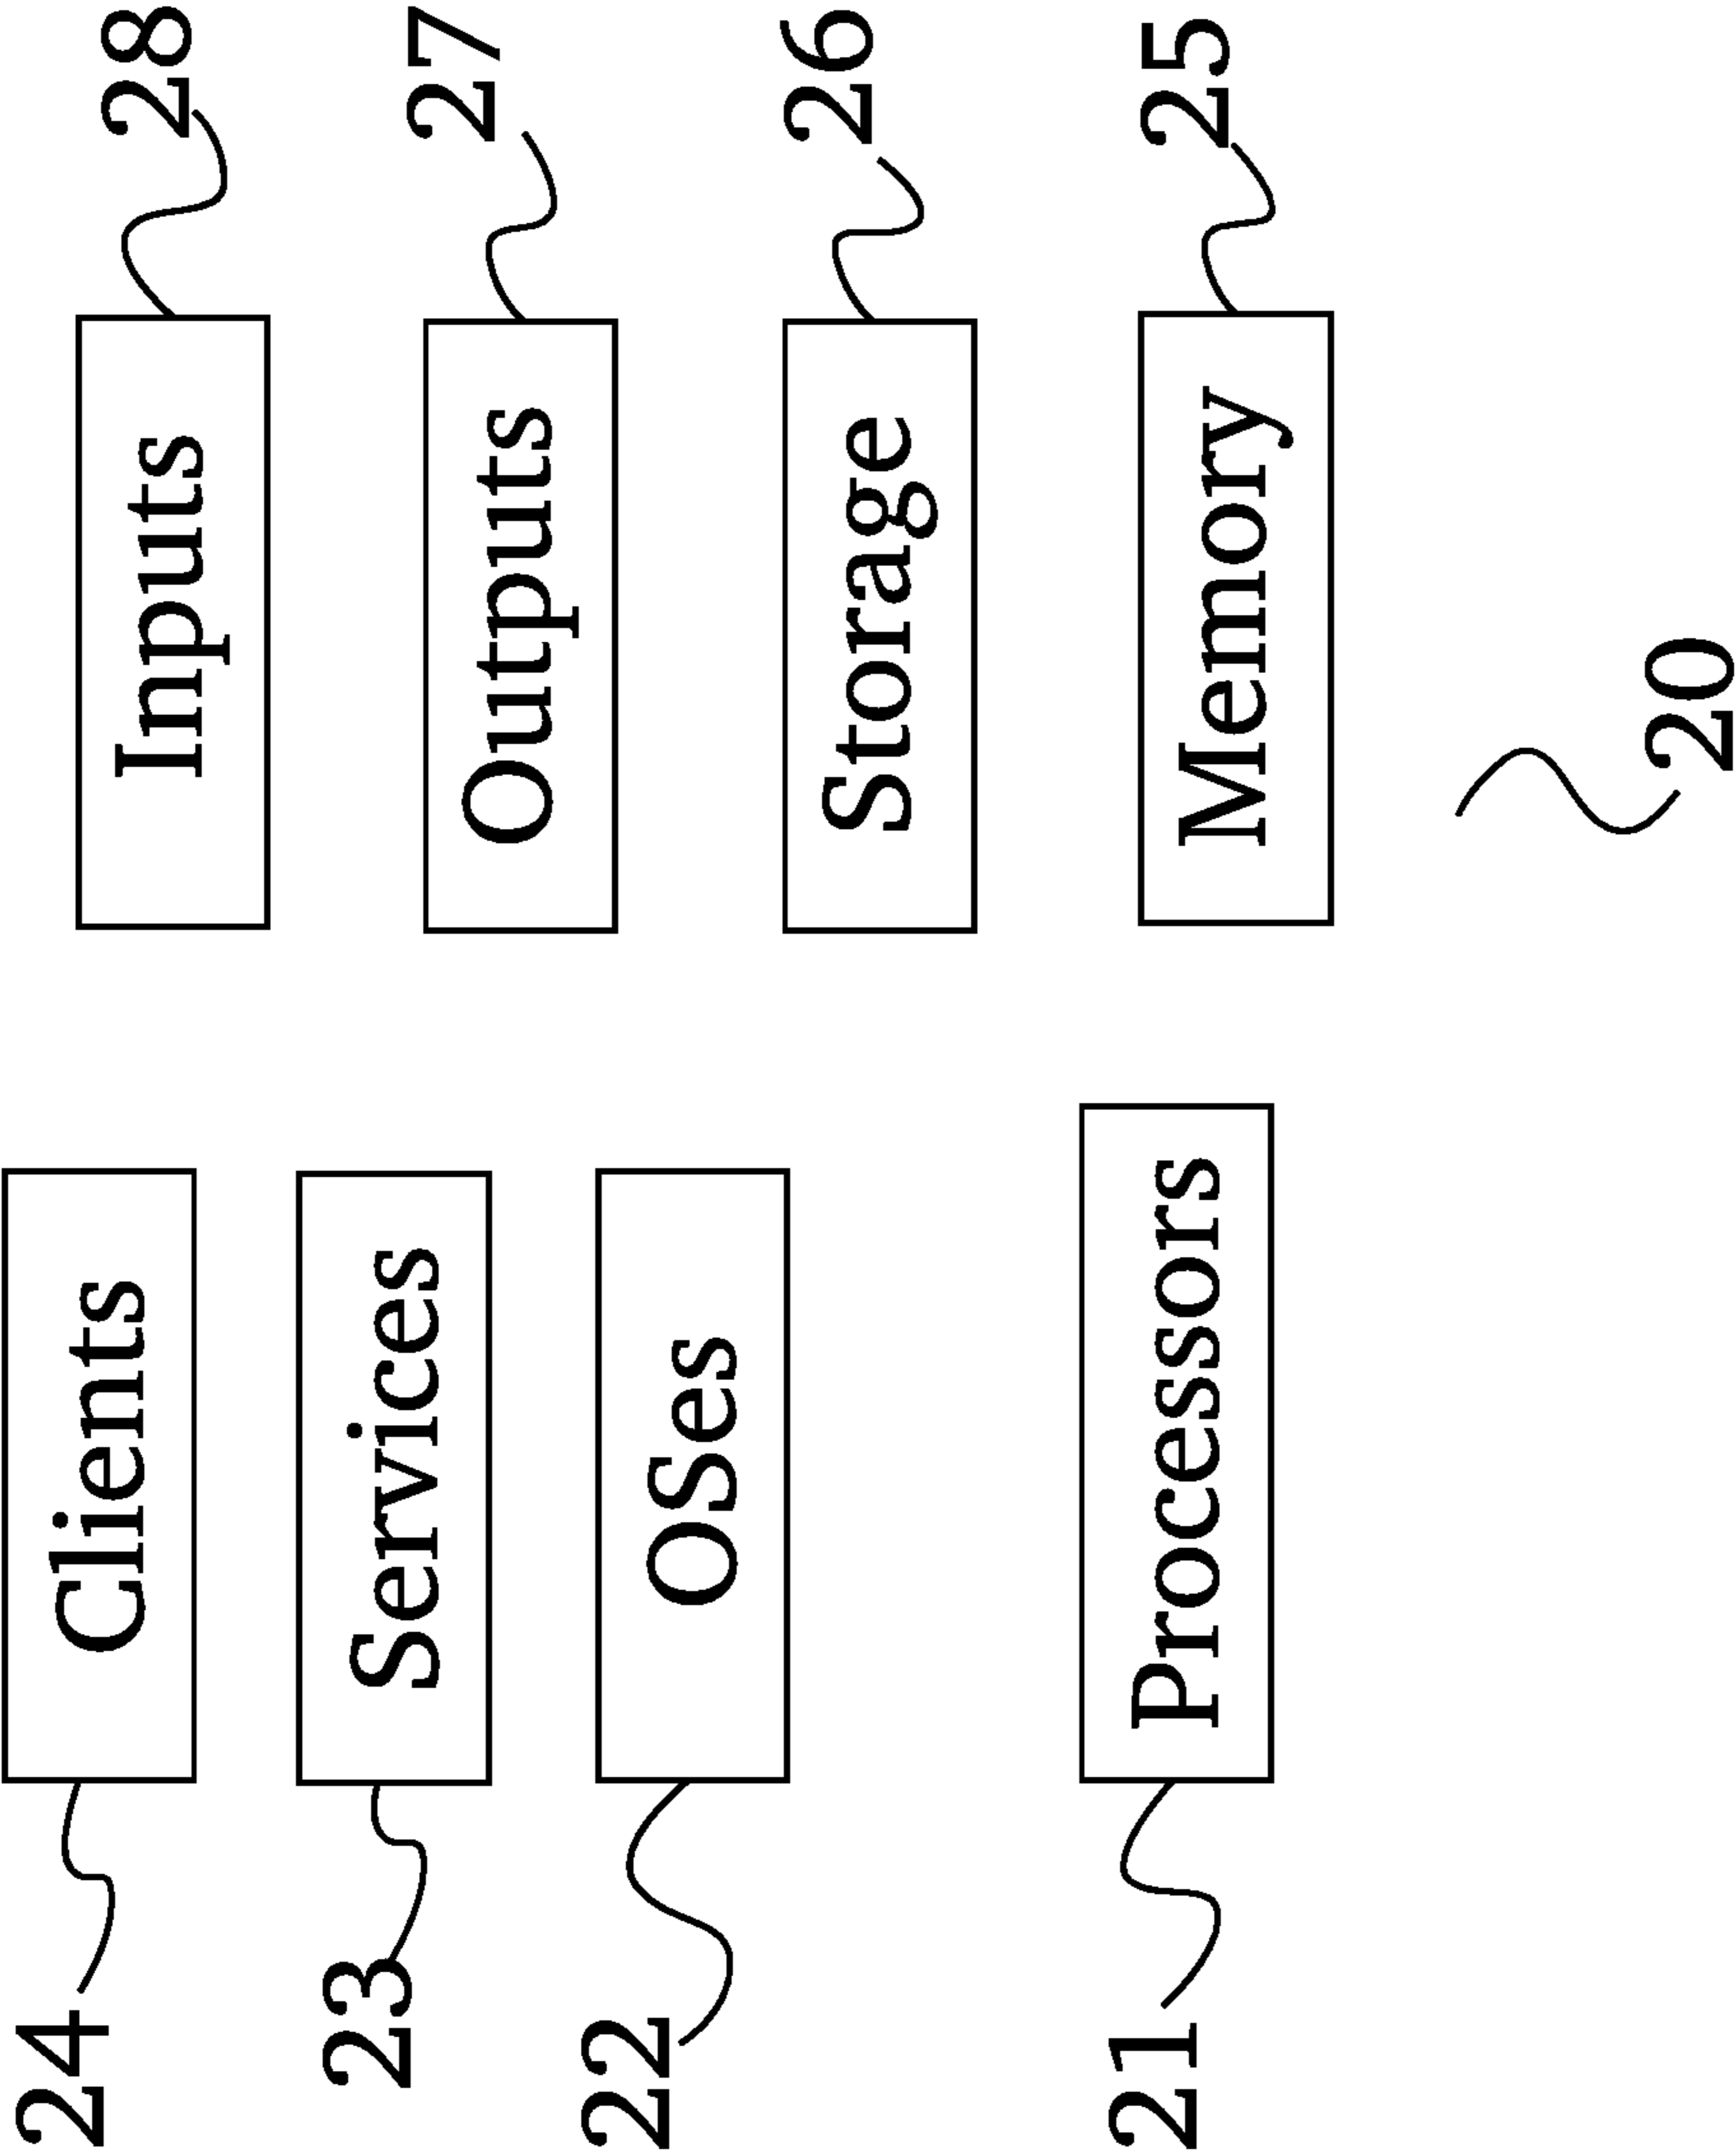 24
Clients
Inputs
28
23
Services
Outputs
27
22
OSes
Storage
26
21
Processors
Memory
25
20